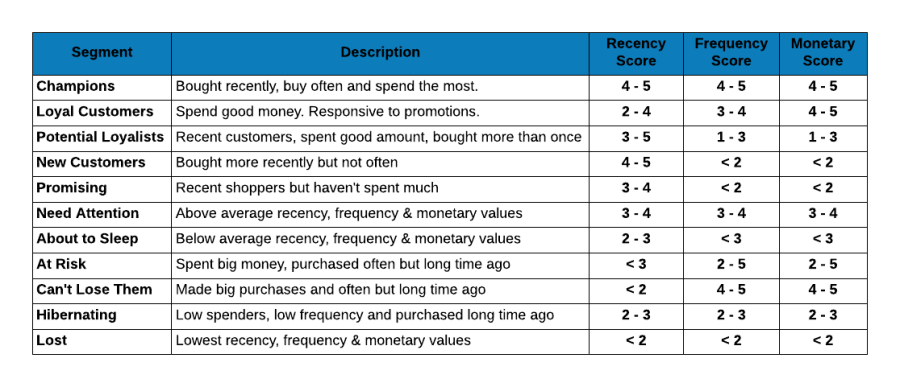 Segment Description Recency Score Frequency Score Monetary Score
Champions Bought recently, buy often and spend the most. 4 - 5 4 - 5 4 - 5
Loyal Customers Spend good money. Responsive to promotions. 2 - 4 3 - 4 4 - 5
Potential Loyalists Recent customers, spent good amount, bought more than once 3 - 5 1 - 3 1 - 3
New Customers Bought more recently but not often 4 - 5 < 2 < 2
Promising Recent shoppers but haven't spent much 3 - 4 < 2 < 2
Need Attention Above average recency, frequency & monetary values 3 - 4 3 - 4 3 - 4
About to Sleep Below average recency, frequency & monetary values 2 - 3 < 3 < 3
At Risk Spent big money, purchased often but long time ago < 3 2 - 5 2 - 5
Can't Lose Them Made big purchases and often but long time ago < 2 4 - 5 4 - 5
Hibernating Low spenders, low frequency and purchased long time ago 2 - 3 2 - 3 2 - 3
Lost Lowest recency, frequency & monetary values < 2 < 2 < 2